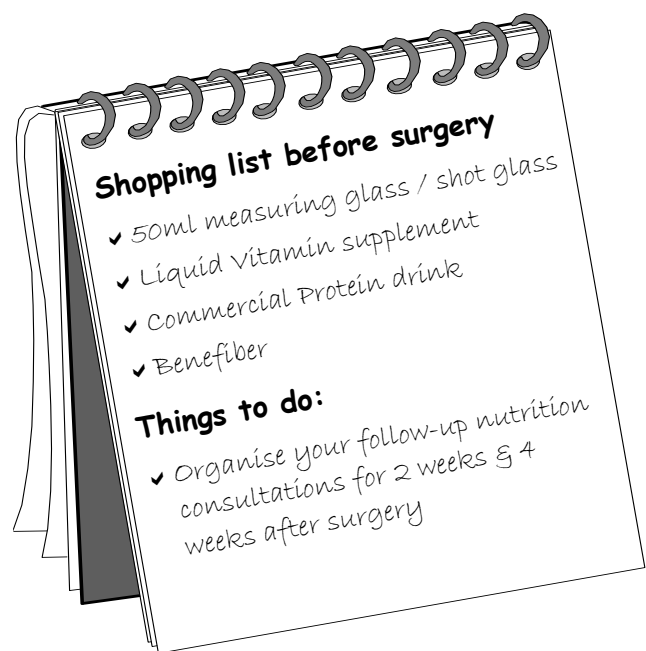 Shopping list before surgery
✔ 50ml measuring glass / shot glass
✔ Liquid Vitamin supplement
✔ Commercial Protein drink
✔ Benefiber
Things to do:
✔ Organise your follow-up nutrition
consultations for 2 weeks & 4
weeks after surgery